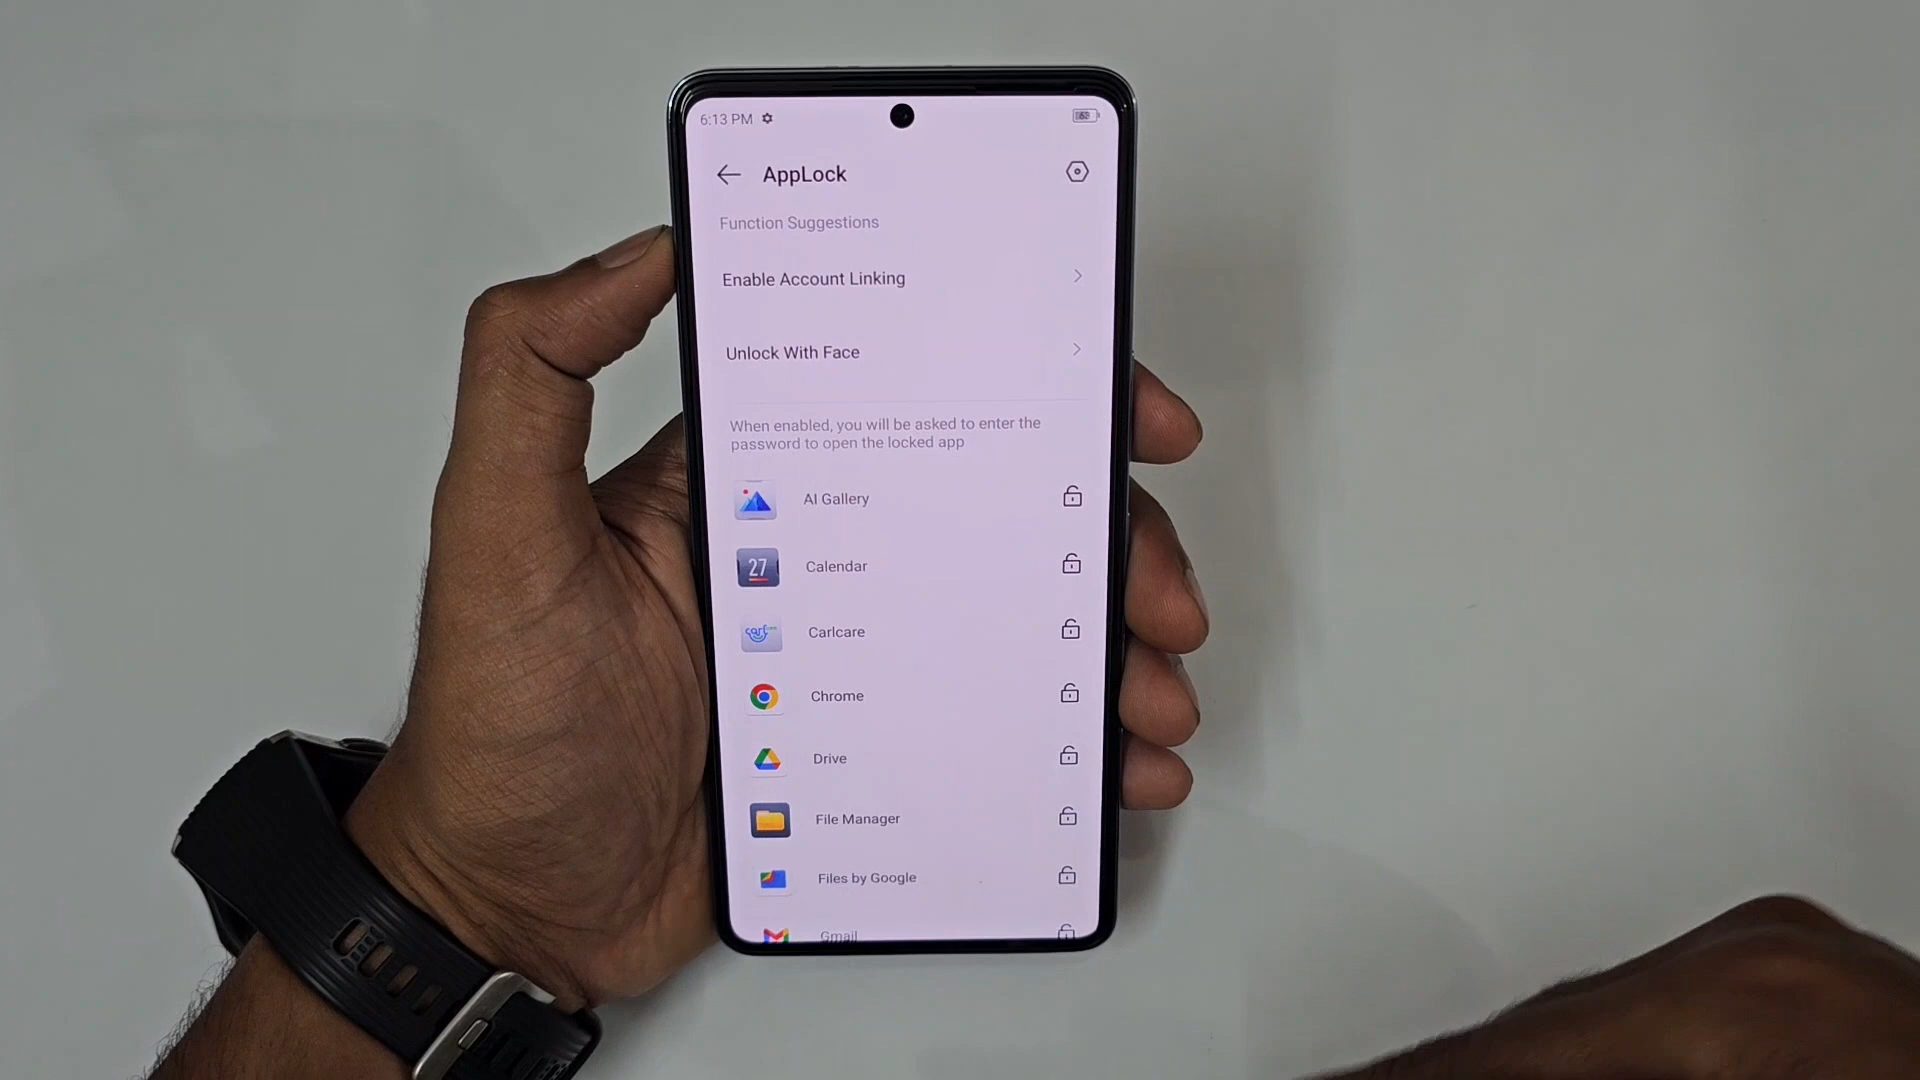 6:13 PM
AppLock
Function Suggestions
Enable Account Linking
Unlock With Face
When enabled, you will be asked to enter the
password to open the locked app
AI Gallery
27
Calendar
Carlcare
Chrome
Drive
File Manager
Files by Google
Gmail